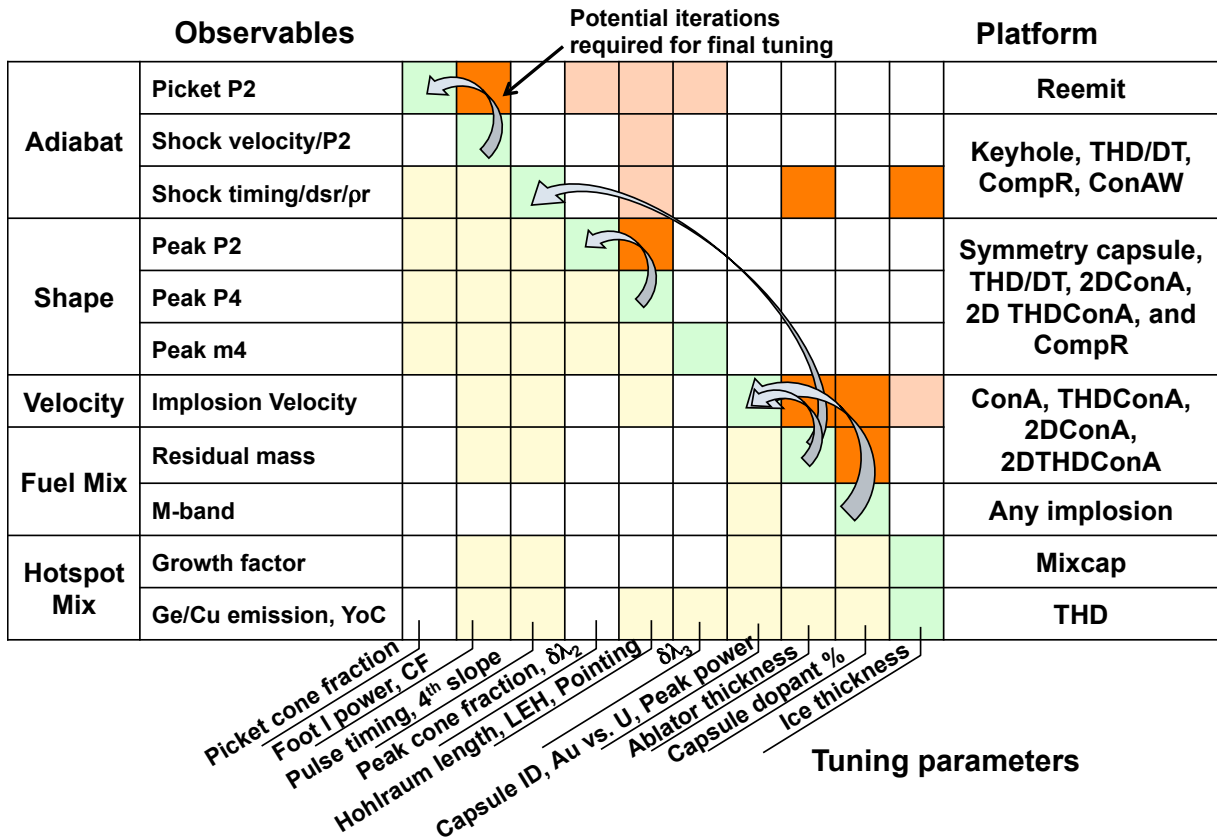 Observables
Potential iterations
required for final tuning
Platform
Adiabat
Picket P2
Reemit
Shock velocity/P2
Keyhole, THD/DT,
CompR, ConAW
Shock timing/dsr/ρr
Shape
Peak P2
Symmetry capsule,
THD/DT, 2DConA,
2D THDConA, and
CompR
Peak P4
Peak m4
Velocity
Implosion Velocity
ConA, THDConA,
2DConA,
2DTHDConA
Fuel Mix
Residual mass
M-band
Any implosion
Hotspot
Mix
Growth factor
Mixcap
Ge/Cu emission, YoC
THD
Picket cone fraction
Foot I power, CF
Pulse timing, 4th slope
Peak cone fraction, δλ2
Hohlraum length, LEH, Pointing
δλ3
Capsule ID, Au vs. U, Peak power
Ablator thickness
Capsule dopant %
Ice thickness
Tuning parameters